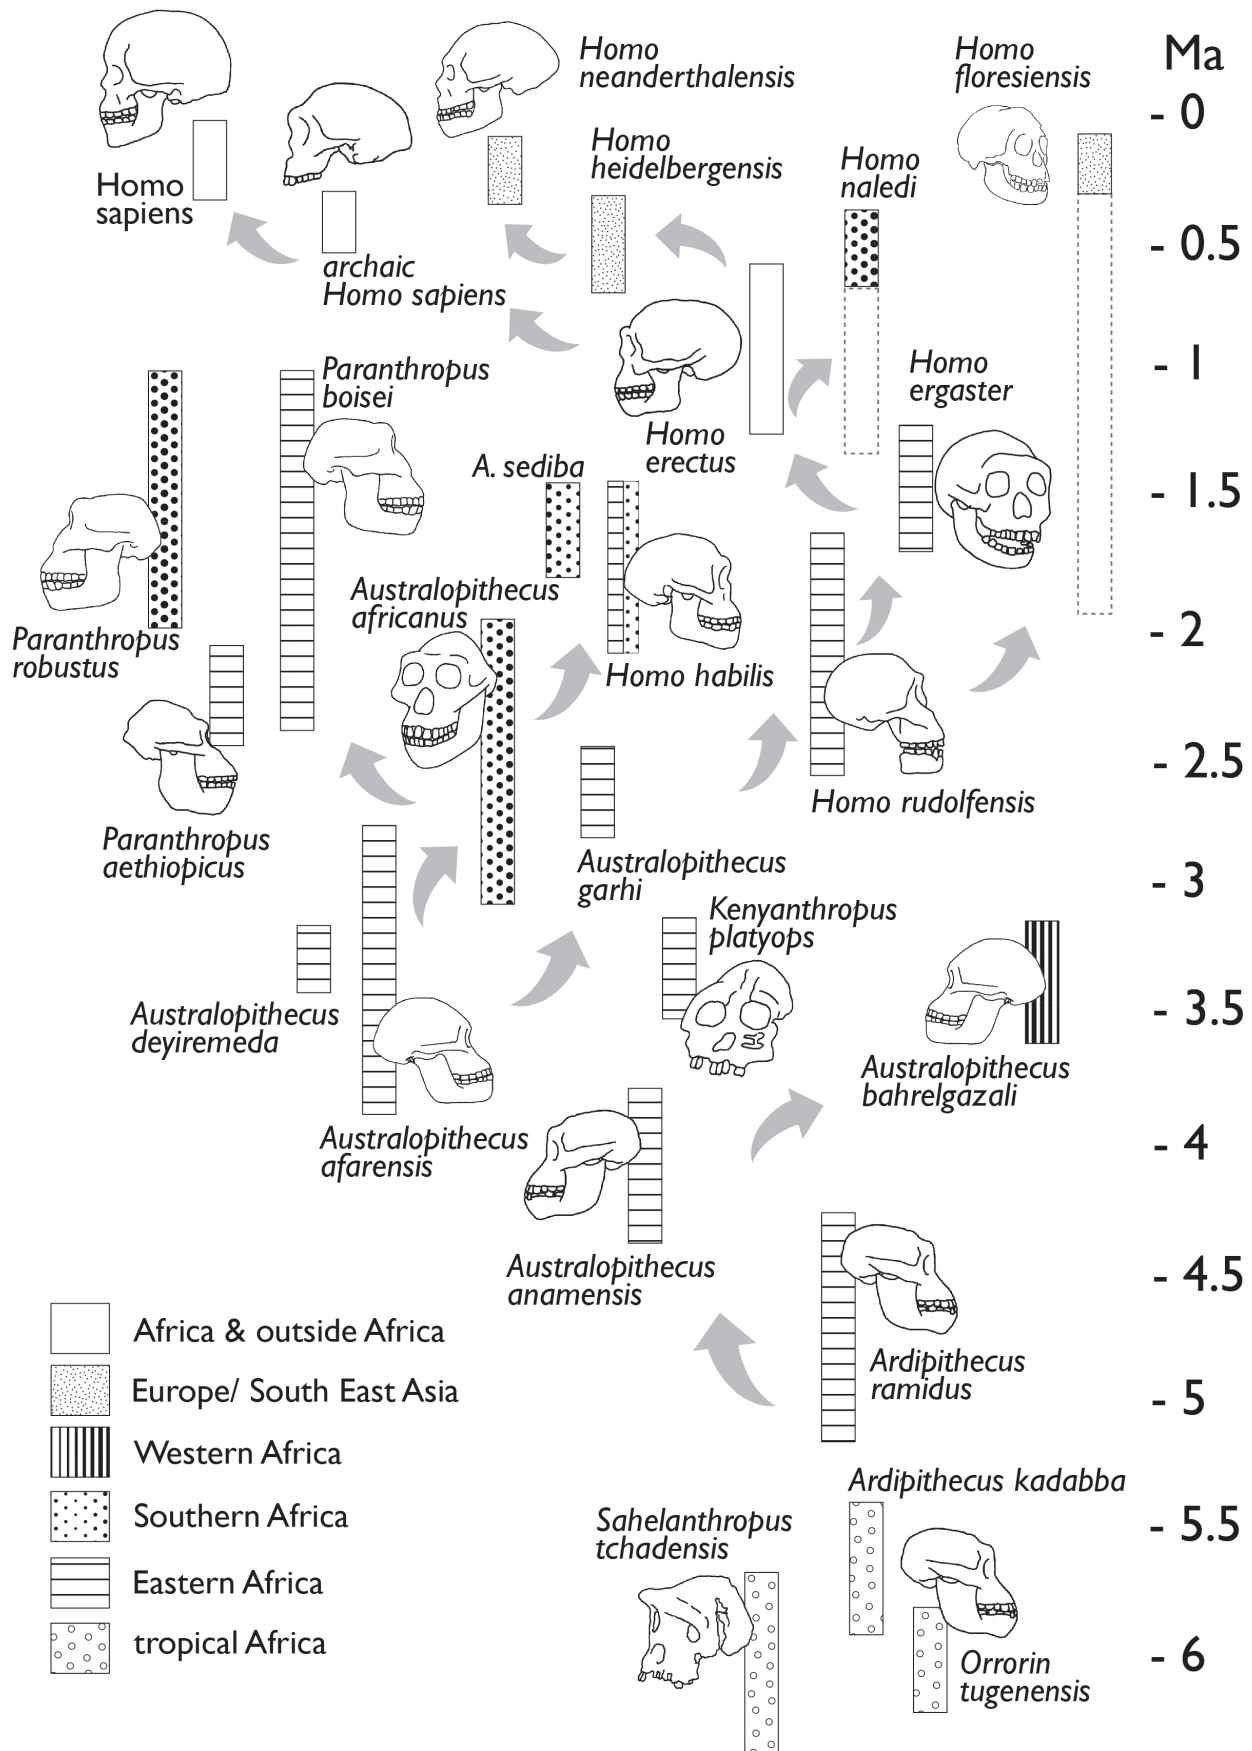 Homo
neanderthalensis
Homo
floresiensis
Ma
- 0
Homo
heidelbergensis
Homo
naledi
Homo
sapiens
- 0.5
archaic
Homo sapiens
Paranthropus
boisei
Homo
ergaster
- 1
Homo
erectus
A. sediba
- 1.5
Australopithecus
africanus
Paranthropus
robustus
- 2
Homo habilis
- 2.5
Homo rudolfensis
Paranthropus
aethiopicus
Australopithecus
garhi
- 3
Kenyanthropus
platyops
Australopithecus
deyiremeda
- 3.5
Australopithecus
bahrelgazali
Australopithecus
afarensis
- 4
Australopithecus
anamensis
- 4.5
Africa & outside Africa
Ardipithecus
ramidus
Europe/ South East Asia
- 5
Western Africa
Ardipithecus kadabba
Southern Africa
Sahelanthropus
tchadensis
- 5.5
Eastern Africa
tropical Africa
- 6
Orrorin
tugenensis